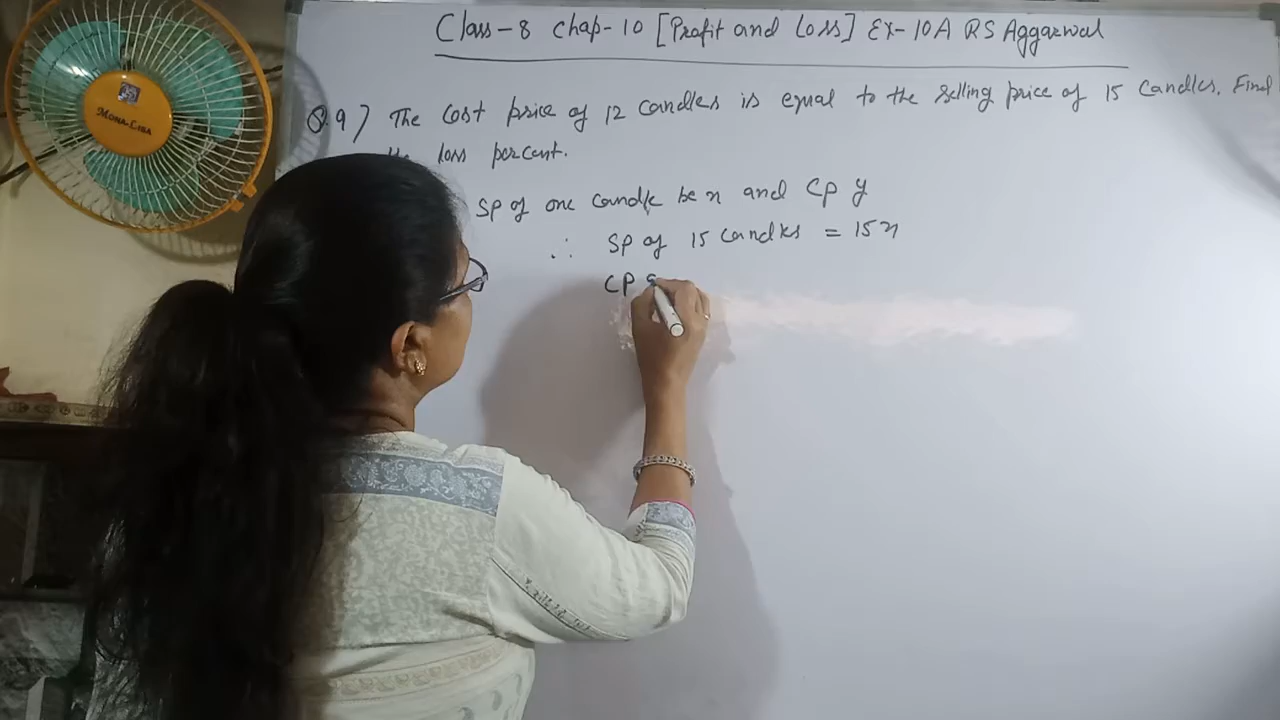 Class-8 Chap-10 [Profit and Loss] Ex-10A RS Aggarwal
Q.9) The cost price of 12 candles is equal to the selling price of 15 candles. Find
loss percent.
SP of one candle be x and CP y
∴ SP of 15 candles = 15x
CP
MONA-LISA